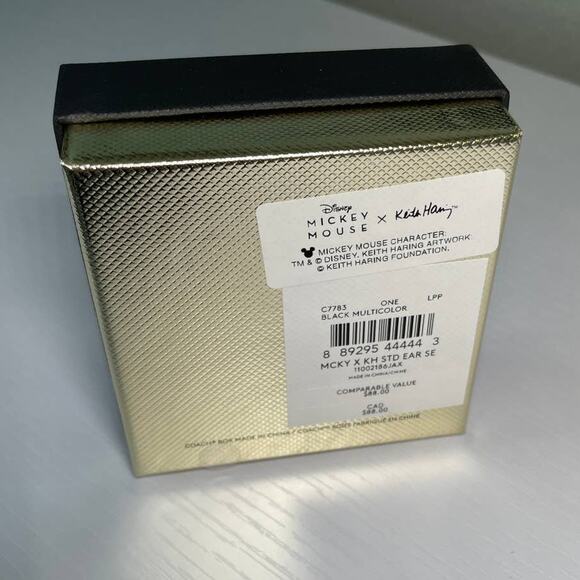 Disney
MICKEY
MOUSE × Keith Haring™
MICKEY MOUSE CHARACTER:
TM & © DISNEY. KEITH HARING ARTWORK:
© KEITH HARING FOUNDATION.
C7783 ONE LPP
BLACK MULTICOLOR
8 89295 44444 3
MCKY X KH STD EAR SE
11002186JAX
MADE IN CHINA/CHINE
COMPARABLE VALUE
$88.00
CAD
$88.00
COACH® BOX MADE IN CHINA / COACH® BOÎTE FABRIQUÉ EN CHINE